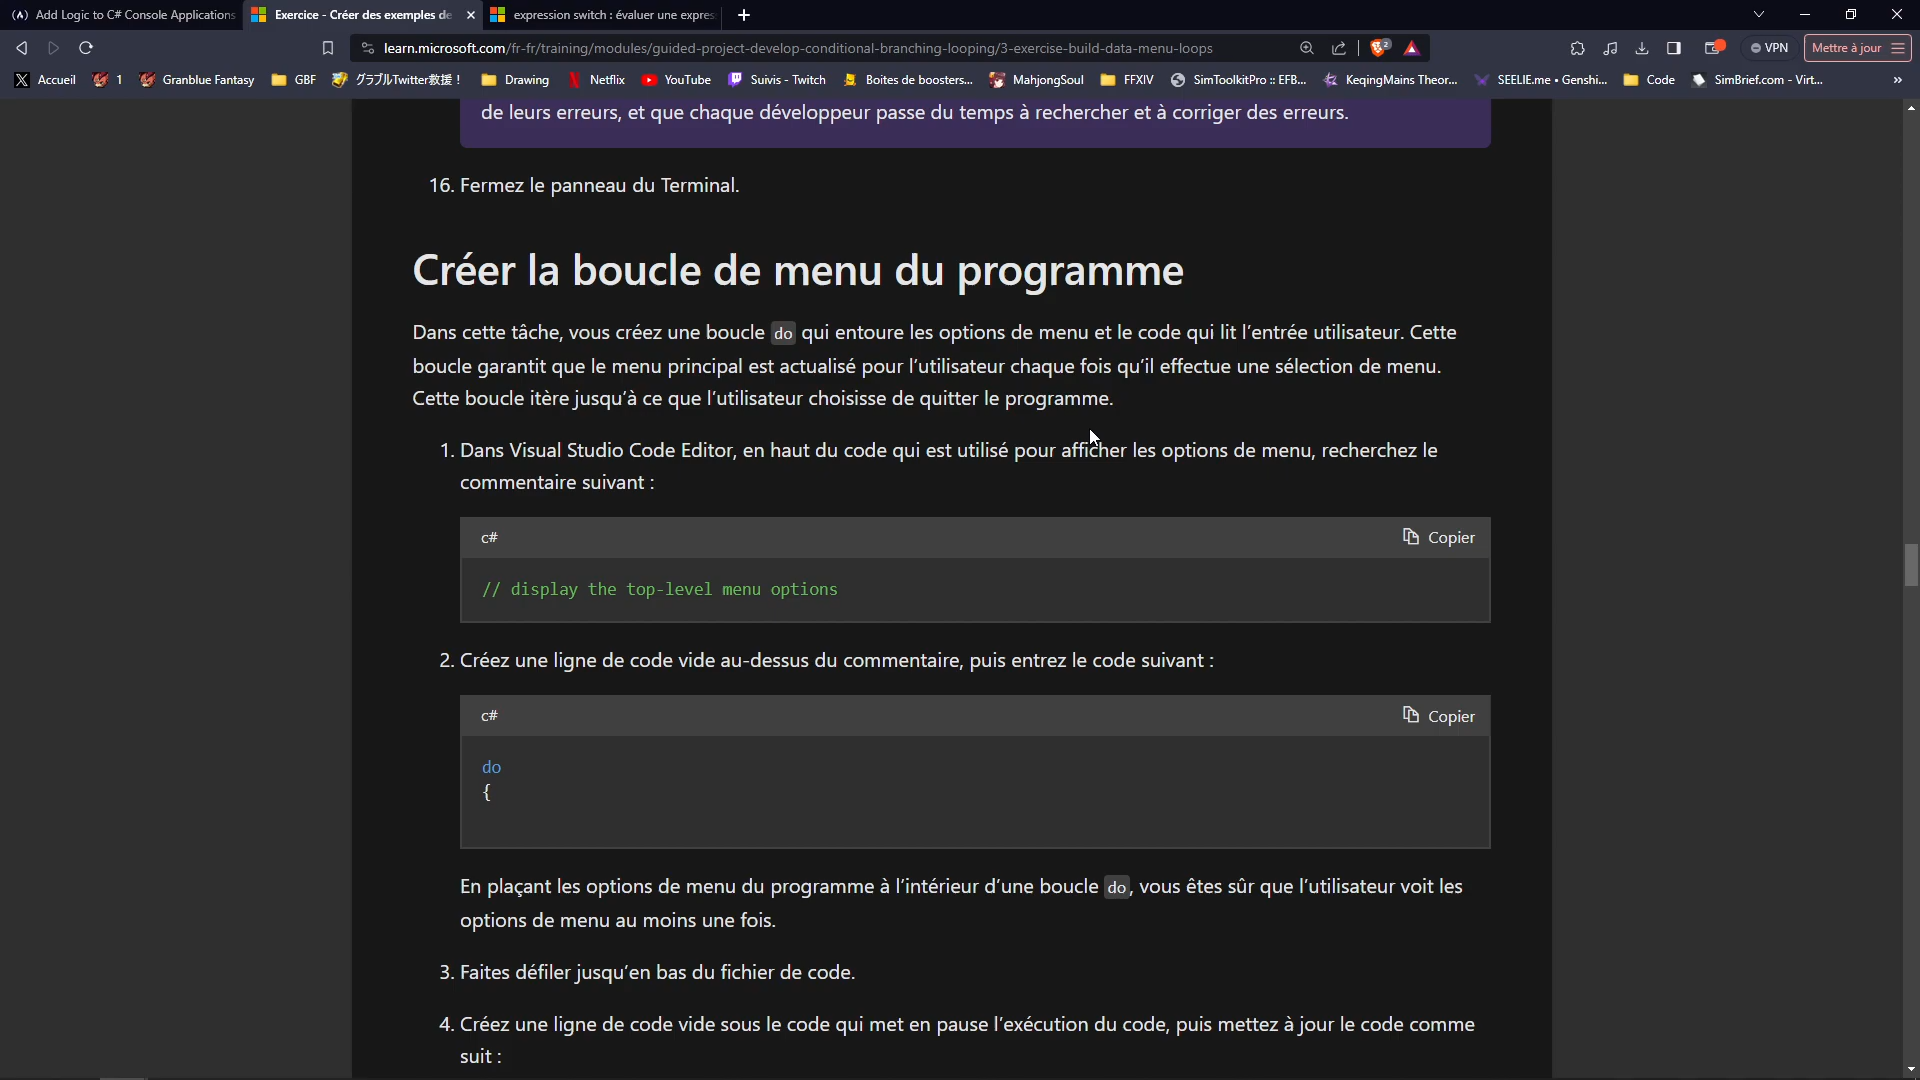 Add Logic to C# Console Applications
Exercice - Créer des exemples de
expression switch : évaluer une expres
learn.microsoft.com/fr-fr/training/modules/guided-project-develop-conditional-branching-looping/3-exercise-build-data-menu-loops
2
VPN
Mettre à jour
Accueil
1
Granblue Fantasy
GBF
グラブルTwitter救援！
Drawing
Netflix
YouTube
Suivis - Twitch
Boites de boosters...
MahjongSoul
FFXIV
SimToolkitPro :: EFB...
KeqingMains Theor...
SEELIE.me • Genshi...
Code
SimBrief.com - Virt...
»
de leurs erreurs, et que chaque développeur passe du temps à rechercher et à corriger des erreurs.
16. Fermez le panneau du Terminal.
Créer la boucle de menu du programme
Dans cette tâche, vous créez une boucle do qui entoure les options de menu et le code qui lit l’entrée utilisateur. Cette
boucle garantit que le menu principal est actualisé pour l’utilisateur chaque fois qu’il effectue une sélection de menu.
Cette boucle itère jusqu’à ce que l’utilisateur choisisse de quitter le programme.
1. Dans Visual Studio Code Editor, en haut du code qui est utilisé pour afficher les options de menu, recherchez le
commentaire suivant :
c#
Copier
// display the top-level menu options
2. Créez une ligne de code vide au-dessus du commentaire, puis entrez le code suivant :
c#
Copier
do
{
En plaçant les options de menu du programme à l’intérieur d’une boucle do, vous êtes sûr que l’utilisateur voit les
options de menu au moins une fois.
3. Faites défiler jusqu’en bas du fichier de code.
4. Créez une ligne de code vide sous le code qui met en pause l’exécution du code, puis mettez à jour le code comme
suit :